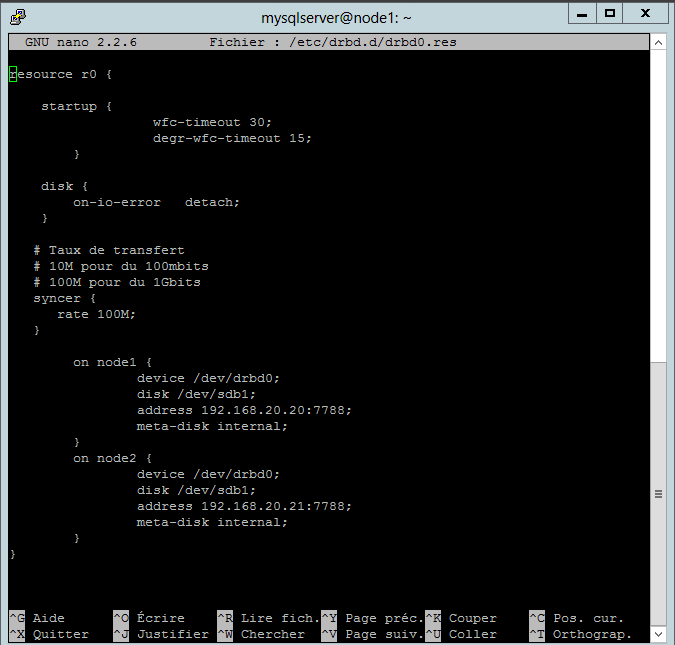 mysqlserver@node1: ~
GNU nano 2.2.6 Fichier : /etc/drbd.d/drbd0.res
resource r0 {
startup {
wfc-timeout 30;
degr-wfc-timeout 15;
}
disk {
on-io-error detach;
}
# Taux de transfert
# 10M pour du 100mbits
# 100M pour du 1Gbits
syncer {
rate 100M;
}
on node1 {
device /dev/drbd0;
disk /dev/sdb1;
address 192.168.20.20:7788;
meta-disk internal;
}
on node2 {
device /dev/drbd0;
disk /dev/sdb1;
address 192.168.20.21:7788;
meta-disk internal;
}
}
^G Aide ^O Écrire ^R Lire fich. ^Y Page préc. ^K Couper ^C Pos. cur.
^X Quitter ^J Justifier ^W Chercher ^V Page suiv. ^U Coller ^T Orthograp.